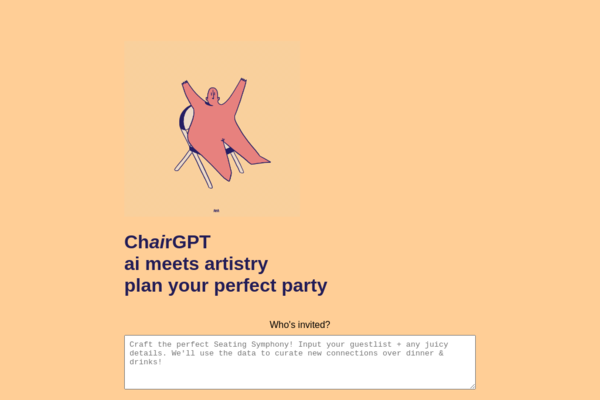 ChairGPT
ai meets artistry
plan your perfect party
Who's invited?
Craft the perfect Seating Symphony! Input your guestlist + any juicy
details. We'll use the data to curate new connections over dinner &
drinks!